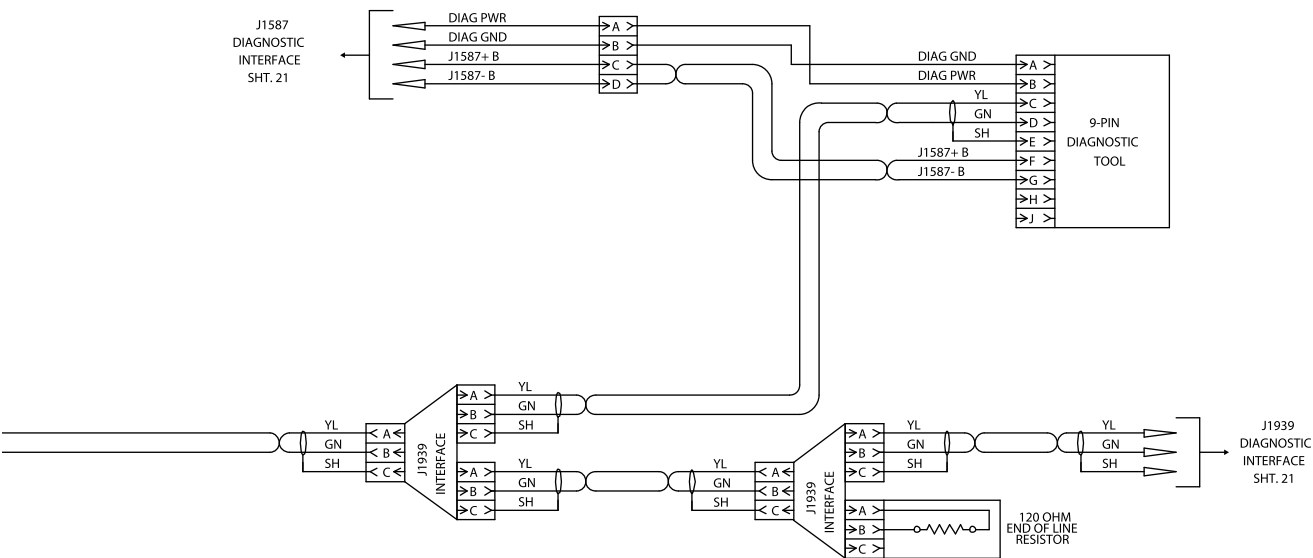 J1587
DIAGNOSTIC
INTERFACE
SHT. 21
DIAG PWR
DIAG GND
J1587+ B
J1587- B
A
B
C
D
DIAG GND
DIAG PWR
YL
GN
SH
J1587+ B
J1587- B
A
B
C
D
E
F
G
H
J
9-PIN
DIAGNOSTIC
TOOL
YL
GN
SH
A
B
C
J1939
INTERFACE
A
B
C
YL
GN
SH
A
B
C
YL
GN
SH
YL
GN
SH
A
B
C
J1939
INTERFACE
A
B
C
YL
GN
SH
YL
GN
SH
J1939
DIAGNOSTIC
INTERFACE
SHT. 21
A
B
C
120 OHM
END OF LINE
RESISTOR